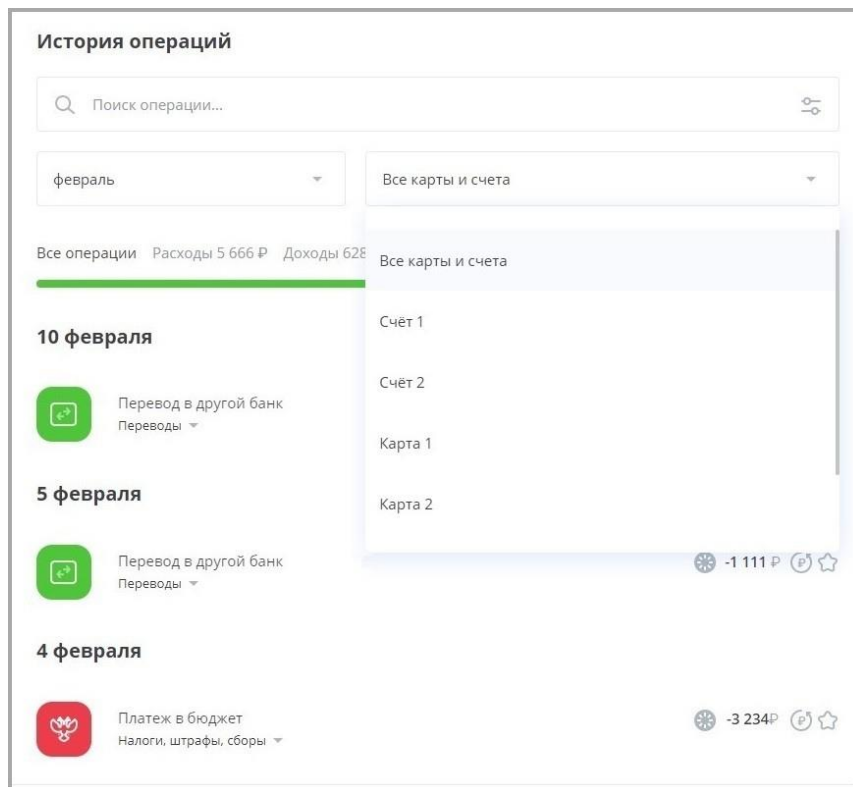 История операций
Поиск операции...
февраль
Все карты и счета
Все операции Расходы 5 666 ₽ Доходы 628
Все карты и счета
Счёт 1
Счёт 2
Карта 1
Карта 2
10 февраля
Перевод в другой банк
Переводы
5 февраля
Перевод в другой банк
-1 111 ₽
Переводы
4 февраля
Платеж в бюджет
-3 234₽
Налоги, штрафы, сборы